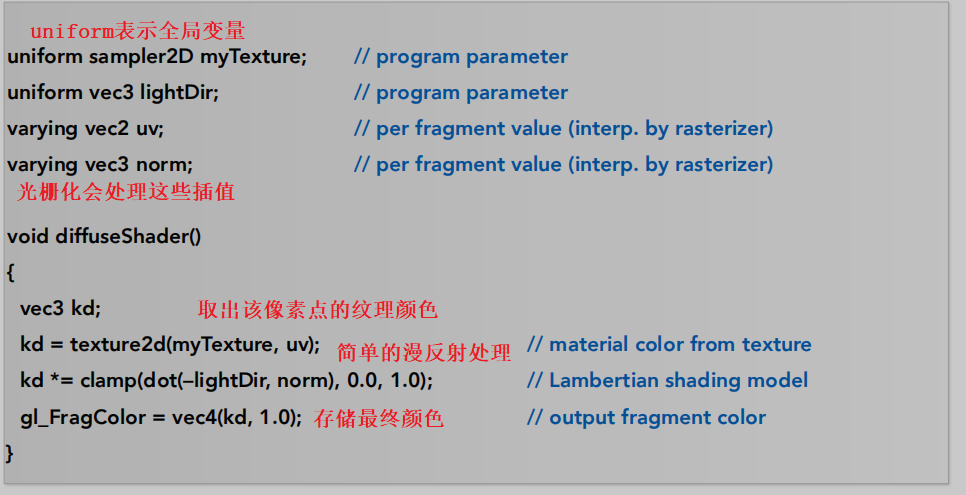 uniform表示全局变量
uniform sampler2D myTexture; // program parameter
uniform vec3 lightDir; // program parameter
varying vec2 uv; // per fragment value (interp. by rasterizer)
varying vec3 norm; // per fragment value (interp. by rasterizer)
光栅化会处理这些插值
void diffuseShader()
{
vec3 kd; 取出该像素点的纹理颜色
kd = texture2d(myTexture, uv); 简单的漫反射处理 // material color from texture
kd *= clamp(dot(–lightDir, norm), 0.0, 1.0); // Lambertian shading model
gl_FragColor = vec4(kd, 1.0); 存储最终颜色 // output fragment color
}